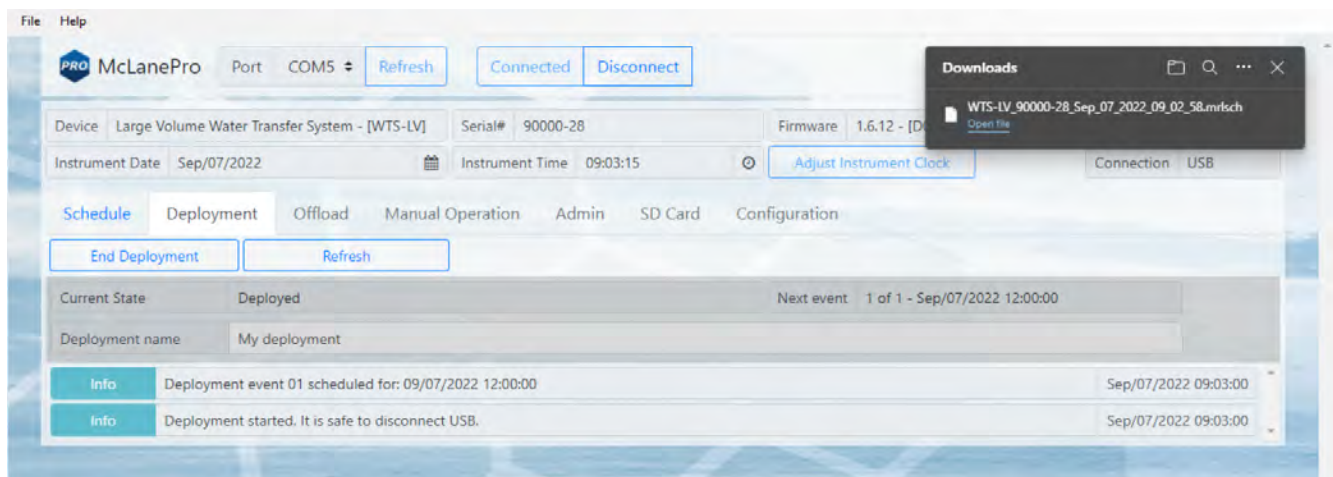 File Help
PRO McLanePro Port COM5 Refresh Connected Disconnect
Downloads
WTS-LV_90000-28_Sep_07_2022_09_02_58.mrlsch
Open file
Device Large Volume Water Transfer System - [WTS-LV] Serial# 90000-28 Firmware 1.6.12 -
Instrument Date Sep/07/2022 Instrument Time 09:03:15 Adjust Instrument Clock Connection USB
Schedule Deployment Offload Manual Operation Admin SD Card Configuration
End Deployment Refresh
Current State Deployed Next event 1 of 1 - Sep/07/2022 12:00:00
Deployment name My deployment
Info Deployment event 01 scheduled for: 09/07/2022 12:00:00 Sep/07/2022 09:03:00
Info Deployment started. It is safe to disconnect USB. Sep/07/2022 09:03:00